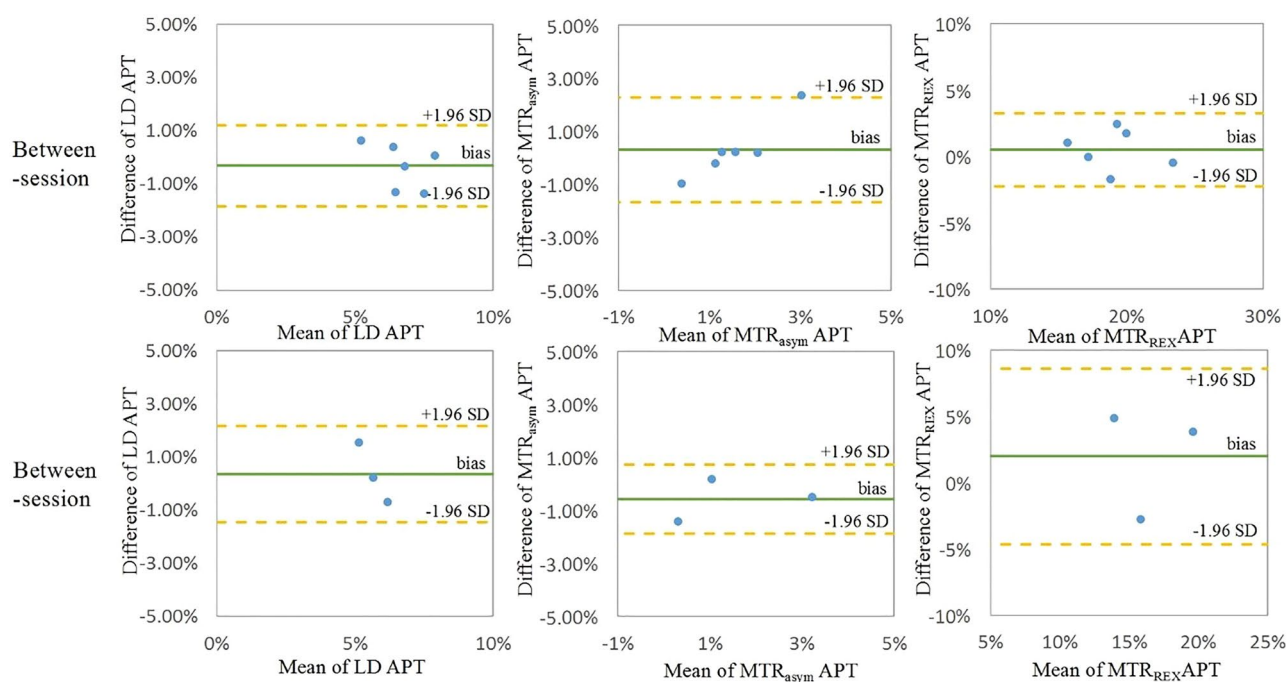 Between
-session
Difference of LD APT
5.00%
3.00%
1.00%
-1.00%
-3.00%
-5.00%
+1.96 SD
bias
-1.96 SD
0%
5%
10%
Mean of LD APT
Difference of MTRasym APT
5.00%
3.00%
1.00%
-1.00%
-3.00%
-5.00%
+1.96 SD
bias
-1.96 SD
-1%
1%
3%
5%
Mean of MTRasym APT
Difference of MTRREX APT
10%
5%
0%
-5%
-10%
+1.96 SD
bias
-1.96 SD
10%
20%
30%
Mean of MTRREXAPT
Between
-session
Difference of LD APT
5.00%
3.00%
1.00%
-1.00%
-3.00%
-5.00%
+1.96 SD
bias
-1.96 SD
0%
5%
10%
Mean of LD APT
Difference of MTRasym APT
5.00%
3.00%
1.00%
-1.00%
-3.00%
-5.00%
+1.96 SD
bias
-1.96 SD
-1%
1%
3%
5%
Mean of MTRasym APT
Difference of MTRREX APT
10%
5%
0%
-5%
-10%
+1.96 SD
bias
-1.96 SD
5%
15%
25%
Mean of MTRREXAPT